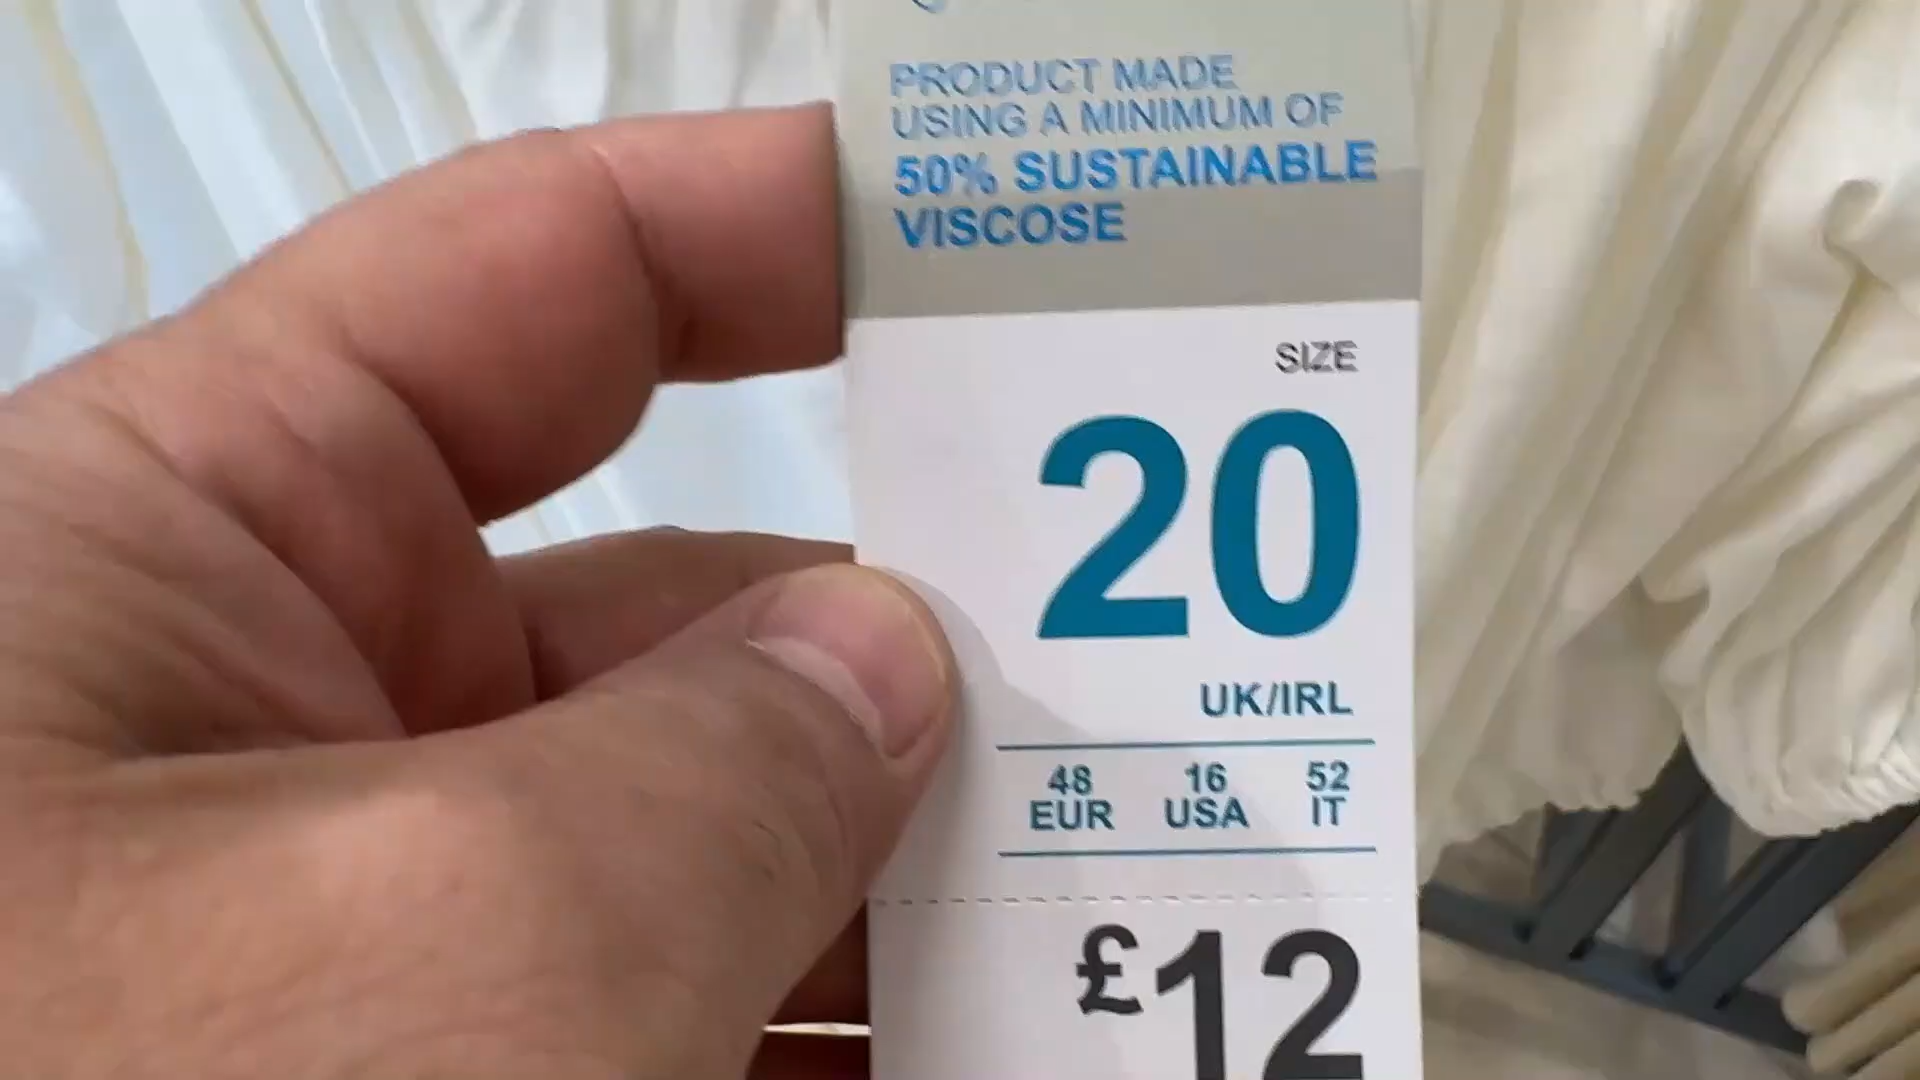 PRODUCT MADE
USING A MINIMUM OF
50% SUSTAINABLE
VISCOSE
SIZE
20
UK/IRL
48 16 52
EUR USA IT
£12